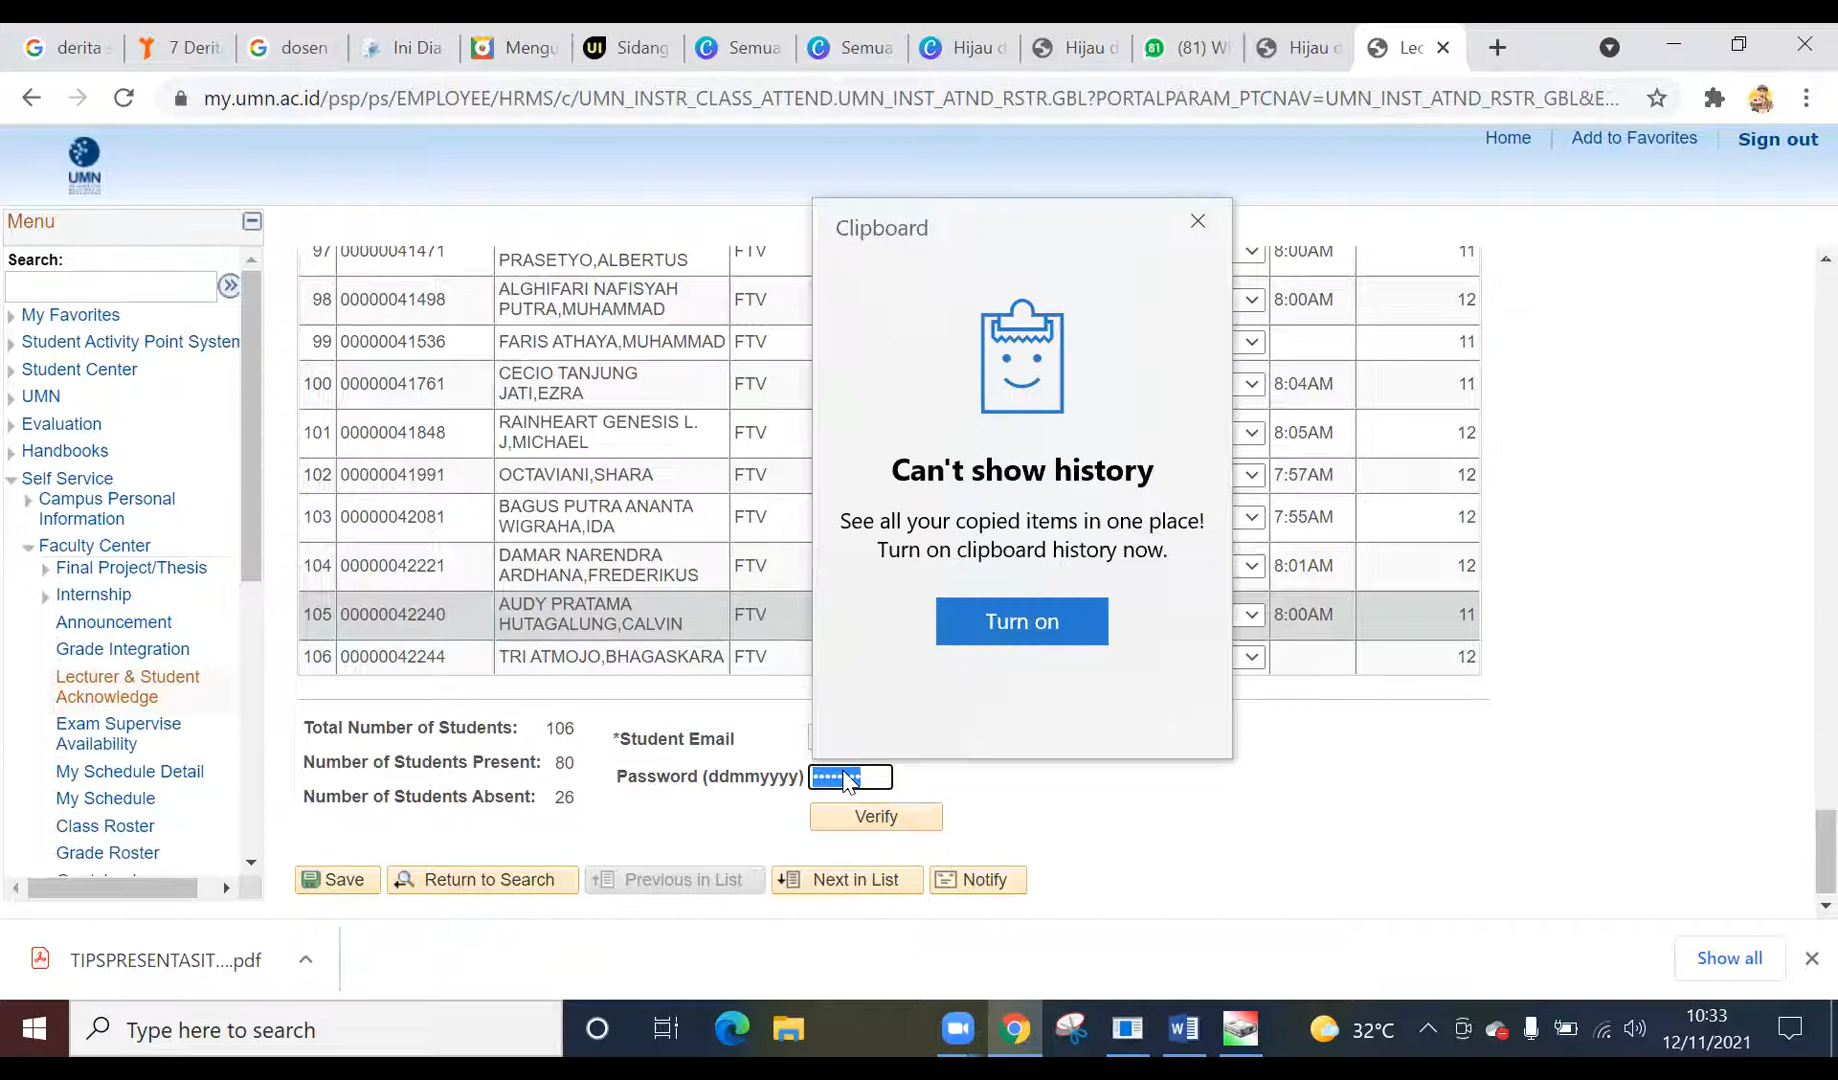 derita
7 Derit
dosen
Ini Dia
Mengu
Sidang
Semua
Semua
Hijau d
Hijau d
(81) W
Hijau d
Lec
my.umn.ac.id/psp/ps/EMPLOYEE/HRMS/c/UMN_INSTR_CLASS_ATTEND.UMN_INST_ATND_RSTR.GBL?PORTALPARAM_PTCNAV=UMN_INST_ATND_RSTR_GBL&E...
UMN
Home
Add to Favorites
Sign out
Menu
Search:
My Favorites
Student Activity Point System
Student Center
UMN
Evaluation
Handbooks
Self Service
Campus Personal
Information
Faculty Center
Final Project/Thesis
Internship
Announcement
Grade Integration
Lecturer & Student
Acknowledge
Exam Supervise
Availability
My Schedule Detail
My Schedule
Class Roster
Grade Roster
97 00000041471 PRASETYO,ALBERTUS FTV 8:00AM 11
98 00000041498 ALGHIFARI NAFISYAH
PUTRA,MUHAMMAD FTV 8:00AM 12
99 00000041536 FARIS ATHAYA,MUHAMMAD FTV 11
100 00000041761 CECIO TANJUNG
JATI,EZRA FTV 8:04AM 11
101 00000041848 RAINHEART GENESIS L.
J,MICHAEL FTV 8:05AM 12
102 00000041991 OCTAVIANI,SHARA FTV 7:57AM 12
103 00000042081 BAGUS PUTRA ANANTA
WIGRAHA,IDA FTV 7:55AM 12
104 00000042221 DAMAR NARENDRA
ARDHANA,FREDERIKUS FTV 8:01AM 12
105 00000042240 AUDY PRATAMA
HUTAGALUNG,CALVIN FTV 8:00AM 11
106 00000042244 TRI ATMOJO,BHAGASKARA FTV 12
Clipboard
Can't show history
See all your copied items in one place!
Turn on clipboard history now.
Turn on
Total Number of Students: 106
Number of Students Present: 80
Number of Students Absent: 26
*Student Email
Password (ddmmyyyy)
Verify
Save
Return to Search
Previous in List
Next in List
Notify
TIPSPRESENTASIT....pdf
Show all
Type here to search
32°C
10:33
12/11/2021